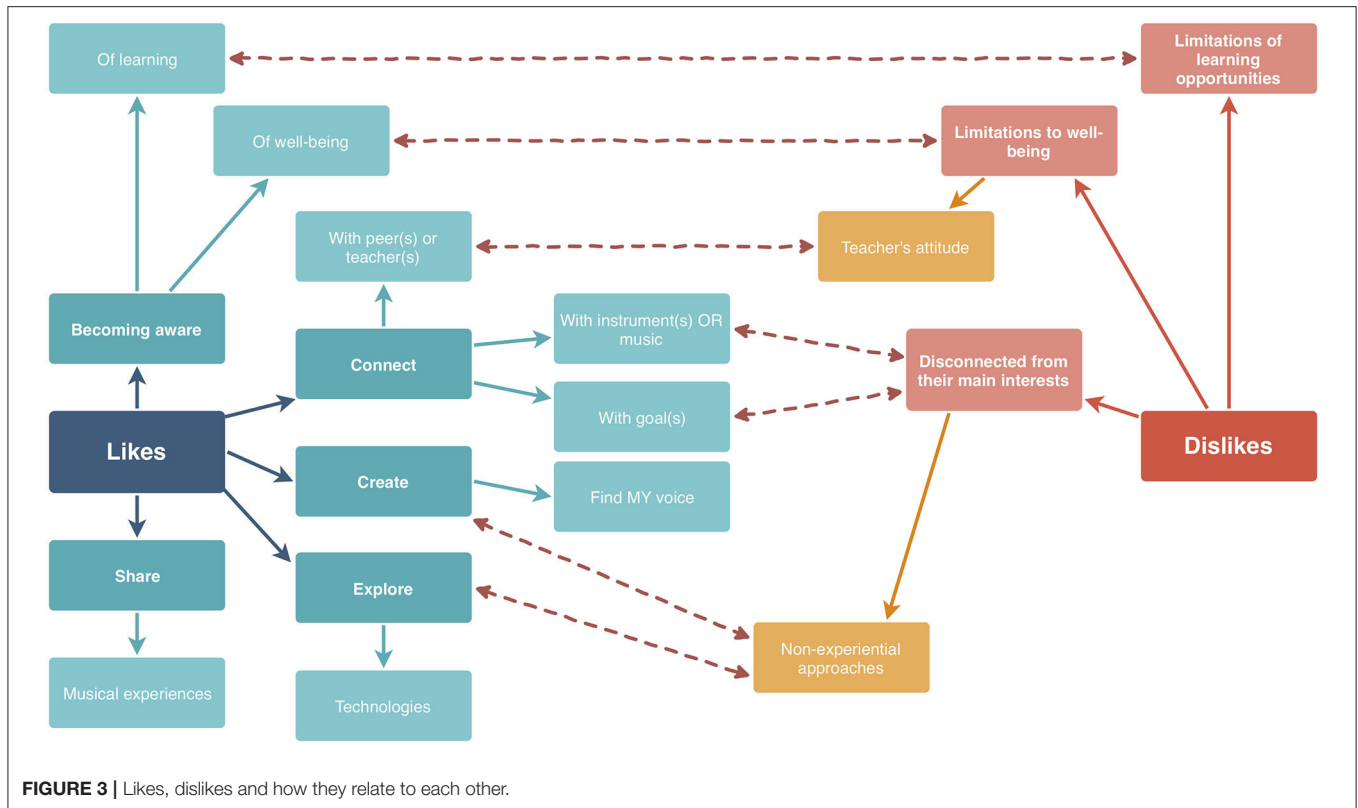 Of learning
Limitations of
learning
opportunities
Of well-being
Limitations to well-
being
With peer(s) or
teacher(s)
Teacher's attitude
Becoming aware
Connect
With instrument(s) OR
music
Disconnected from
their main interests
Likes
With goal(s)
Dislikes
Create
Find MY voice
Share
Explore
Non-experiential
approaches
Musical experiences
Technologies
FIGURE 3 | Likes, dislikes and how they relate to each other.